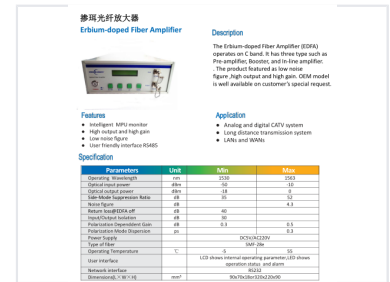 掺珥光纤放大器
Erbium-doped Fiber Amplifier
Description
The Erbium-doped Fiber Amplifier (EDFA)
operates on C band. It has three type such as
Pre-amplifier, Booster, and In-line amplifier.
. The product featured as low noise
figure ,high output and high gain. OEM model
is well available on customer's special request.
Features
● Intelligent MPU monitor
● High output and high gain
● Low noise figure
● User friendly interface RS485
Application
● Analog and digital CATV system
● Long distance transmission system
● LANs and WANs
Specification
Parameters Unit Min Max
Operating Wavelength nm 1530 1563
Optical input power dBm -50 -10
Optical output power dBm -18 0
Side-Mode Suppression Ratio dB 35 52
Noise figure dB 4.3
Return loss@EDFA off dB 40
Input/Output Isolation dB 30
Polarization Dependdent Gain dB 0.3 0.5
Polarization Mode Dispersion ps 0.3
Power Supply DC5V/AC220V
Type of fiber SMF-28e
Operating Temperature ℃ -5 55
User interface LCD shows internal operating parameter,LED shows
operation status and alarm
Network interface RS232
Dimensions(L×W×H) mm³ 90x70x18or320x220x90